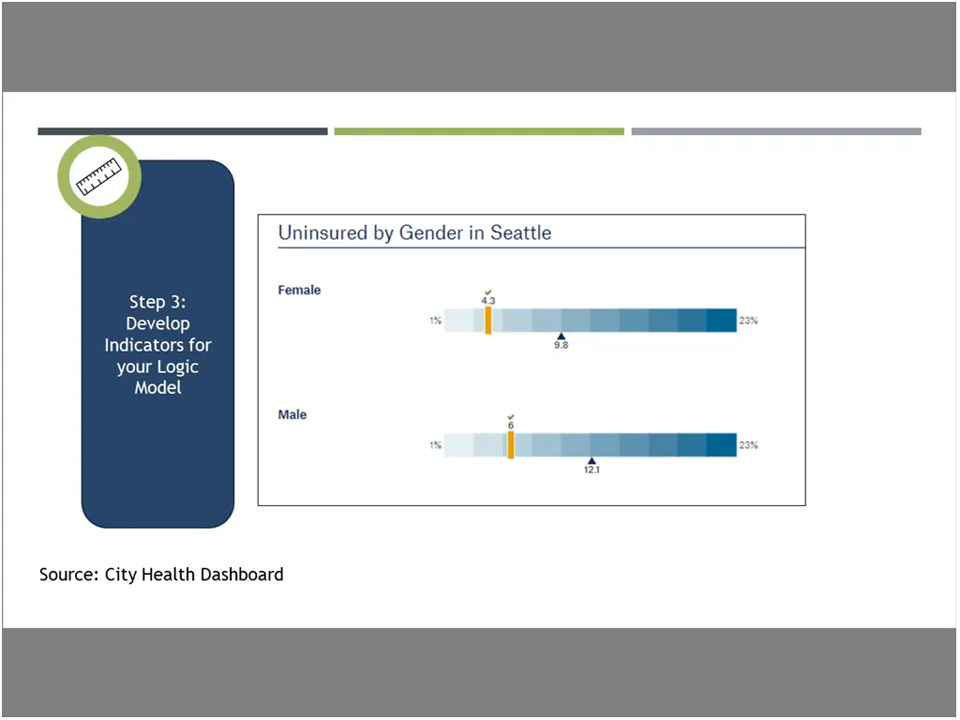 Step 3:
Develop
Indicators for
your Logic
Model
Uninsured by Gender in Seattle
Female
4.3
1%
23%
9.8
Male
6
1%
23%
12.1
Source: City Health Dashboard